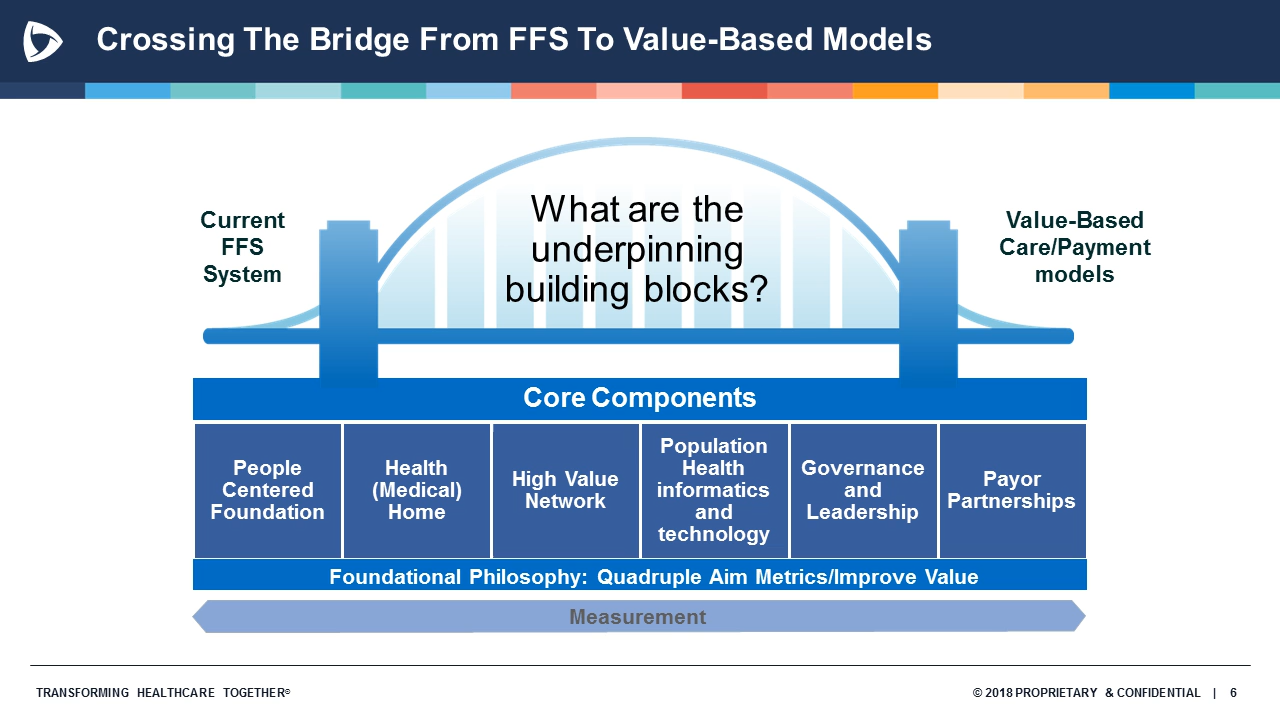 Crossing The Bridge From FFS To Value-Based Models
Current
FFS
System
What are the
underpinning
building blocks?
Value-Based
Care/Payment
models
Core Components
People
Centered
Foundation
Health
(Medical)
Home
High Value
Network
Population
Health
informatics
and
technology
Governance
and
Leadership
Payor
Partnerships
Foundational Philosophy: Quadruple Aim Metrics/Improve Value
Measurement
TRANSFORMING HEALTHCARE TOGETHER®
© 2018 PROPRIETARY & CONFIDENTIAL | 6